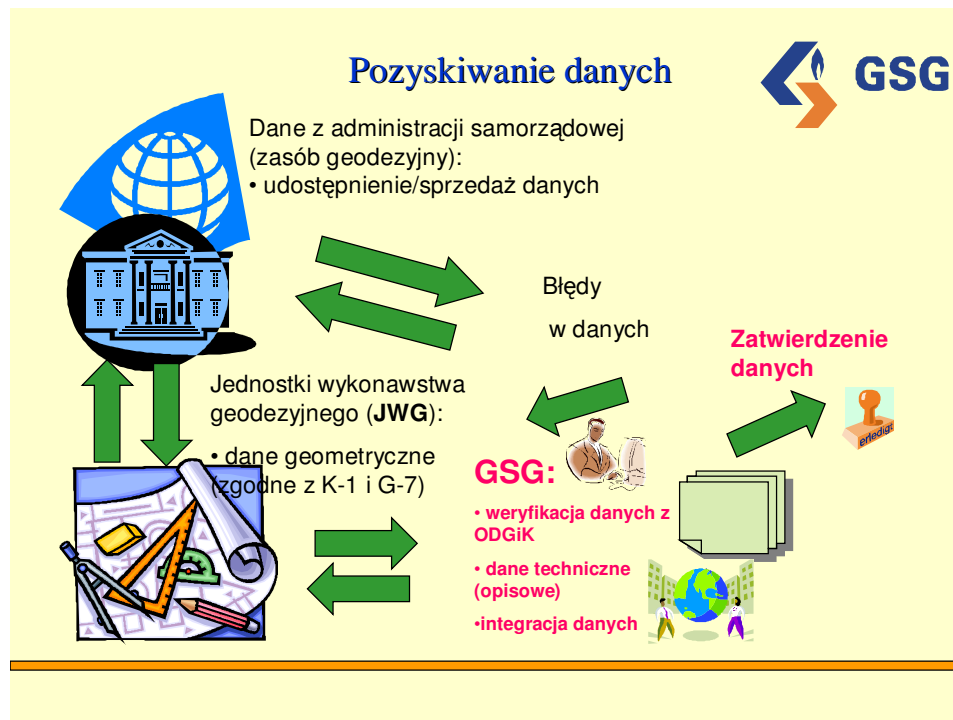 Pozyskiwanie danych
GSG
Dane z administracji samorządowej
(zasób geodezyjny):
• udostępnienie/sprzedaż danych
Błędy
w danych
Zatwierdzenie
danych
erledigt
Jednostki wykonawstwa
geodezyjnego (JWG):
• dane geometryczne
(zgodne z K-1 i G-7)
GSG:
• weryfikacja danych z
ODGiK
• dane techniczne
(opisowe)
•integracja danych